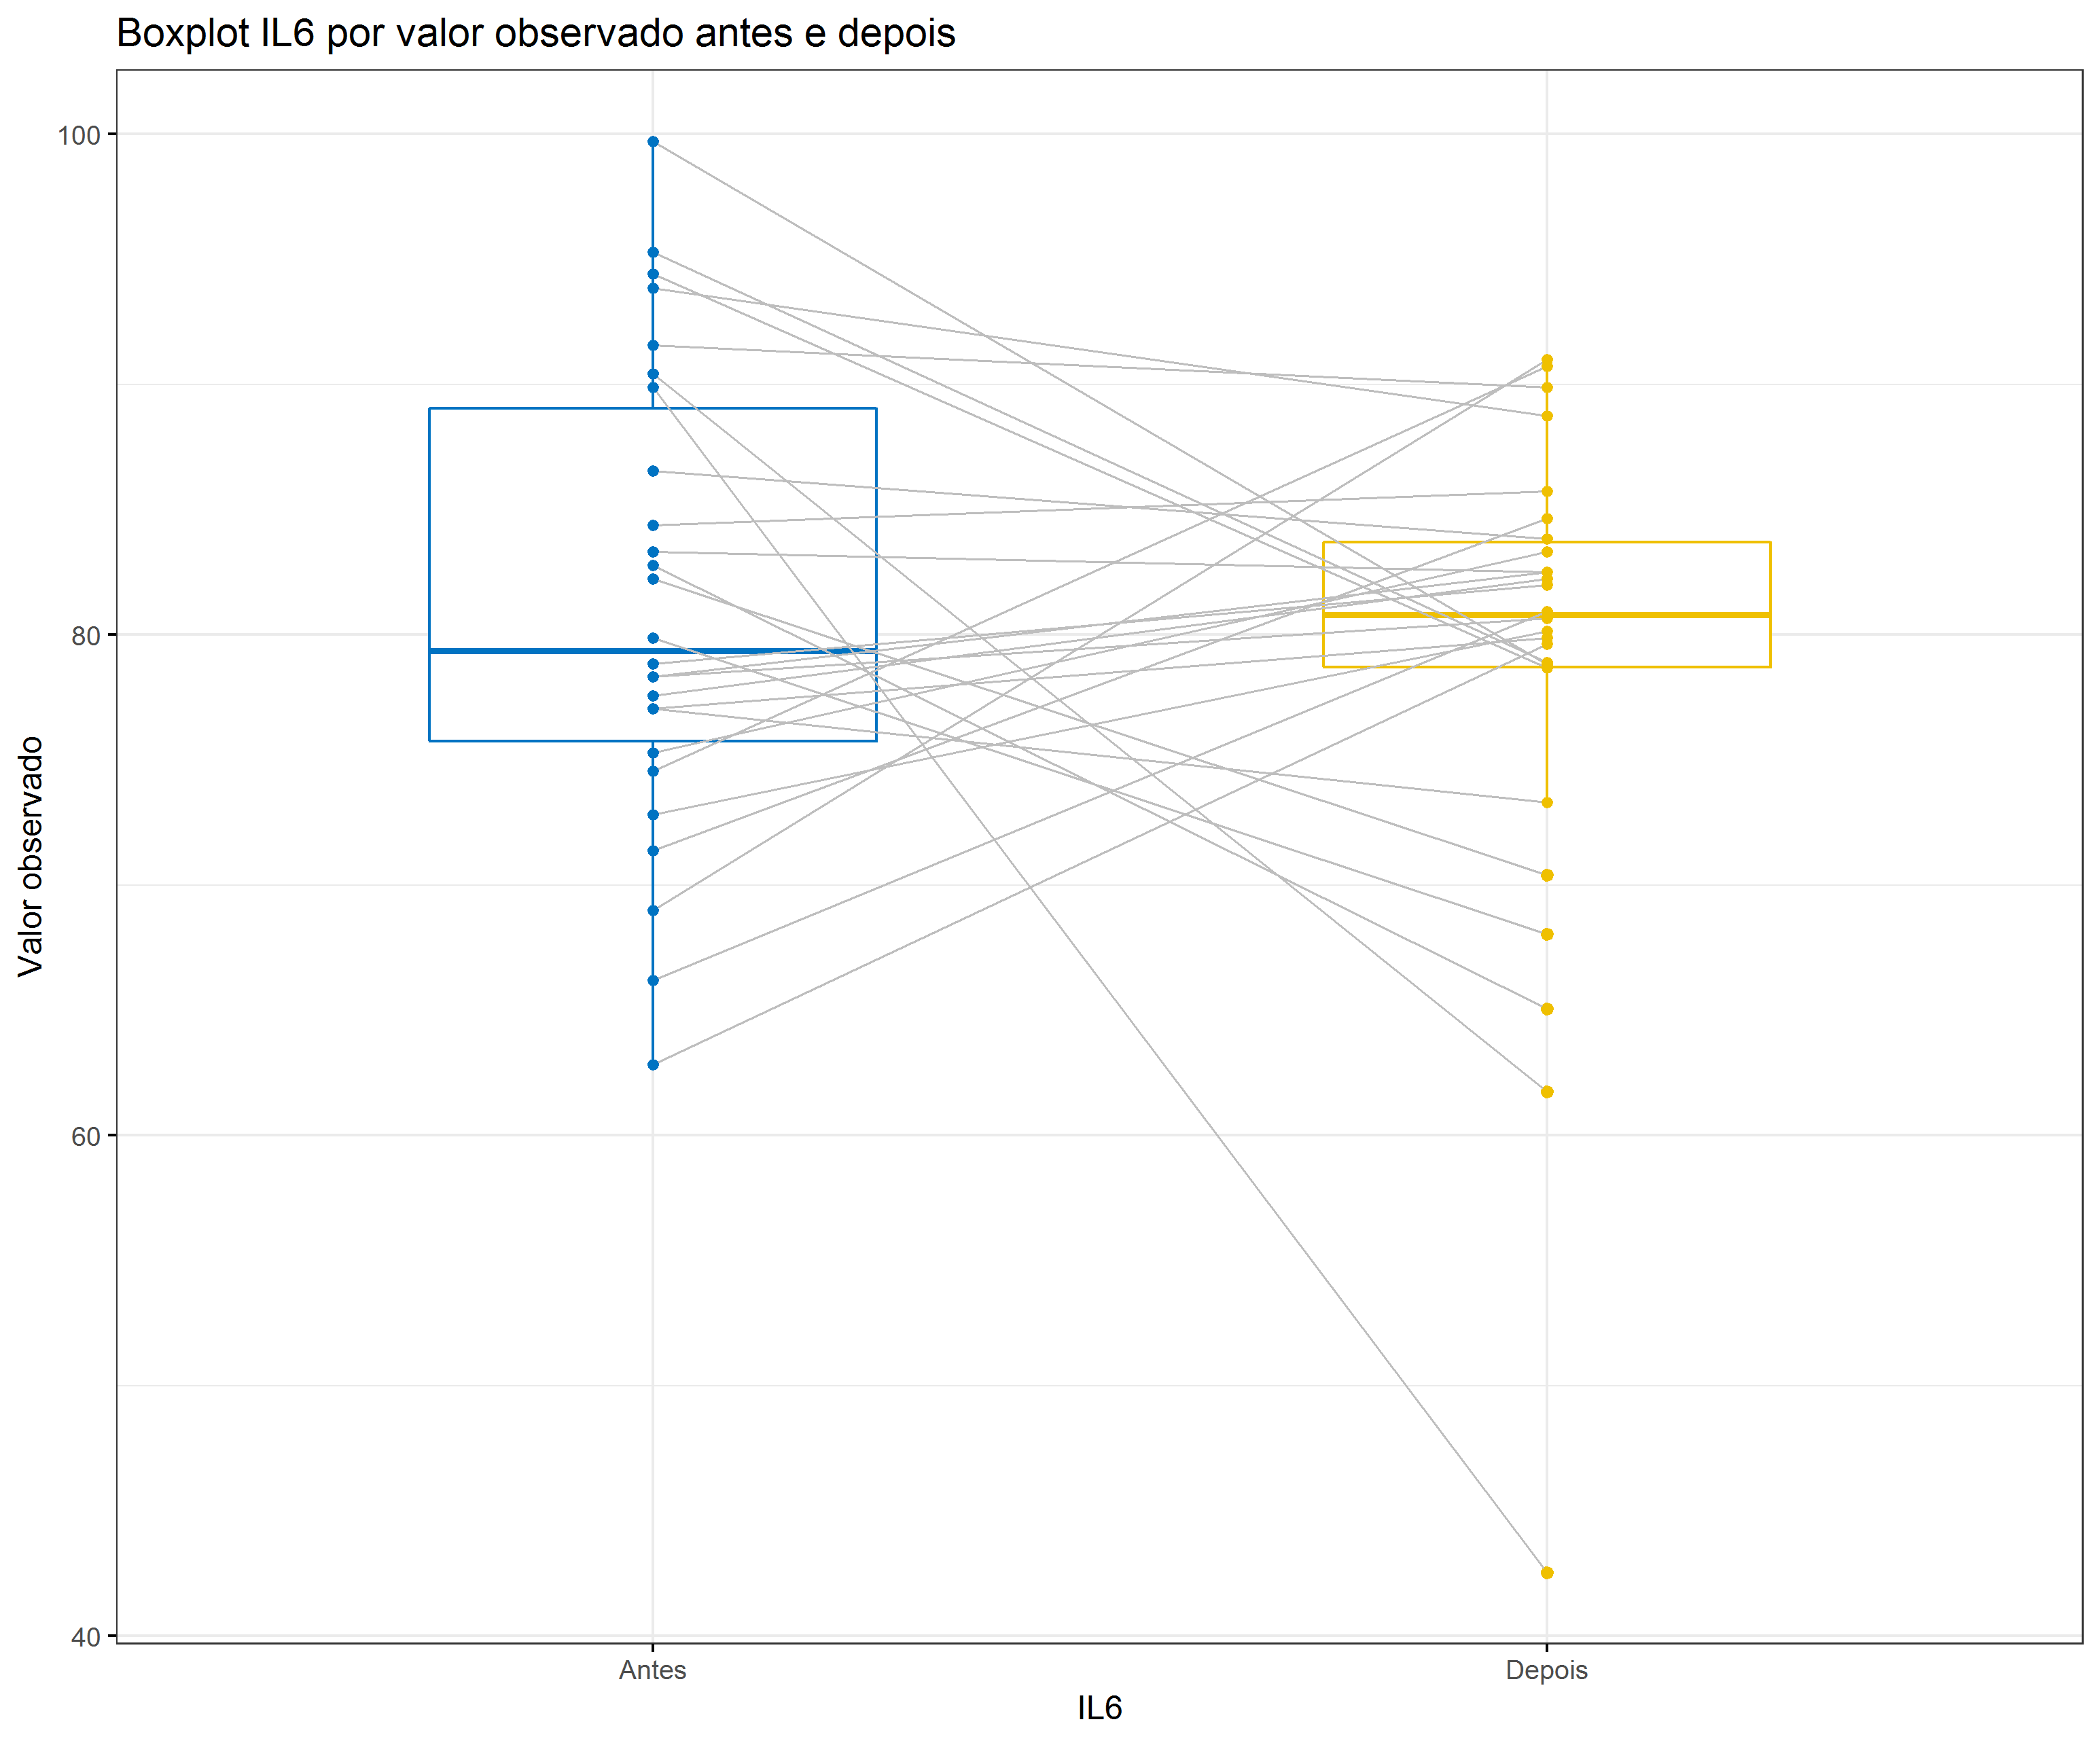 Boxplot IL6 por valor observado antes e depois
100
80
60
40
Valor observado
Antes
Depois
IL6